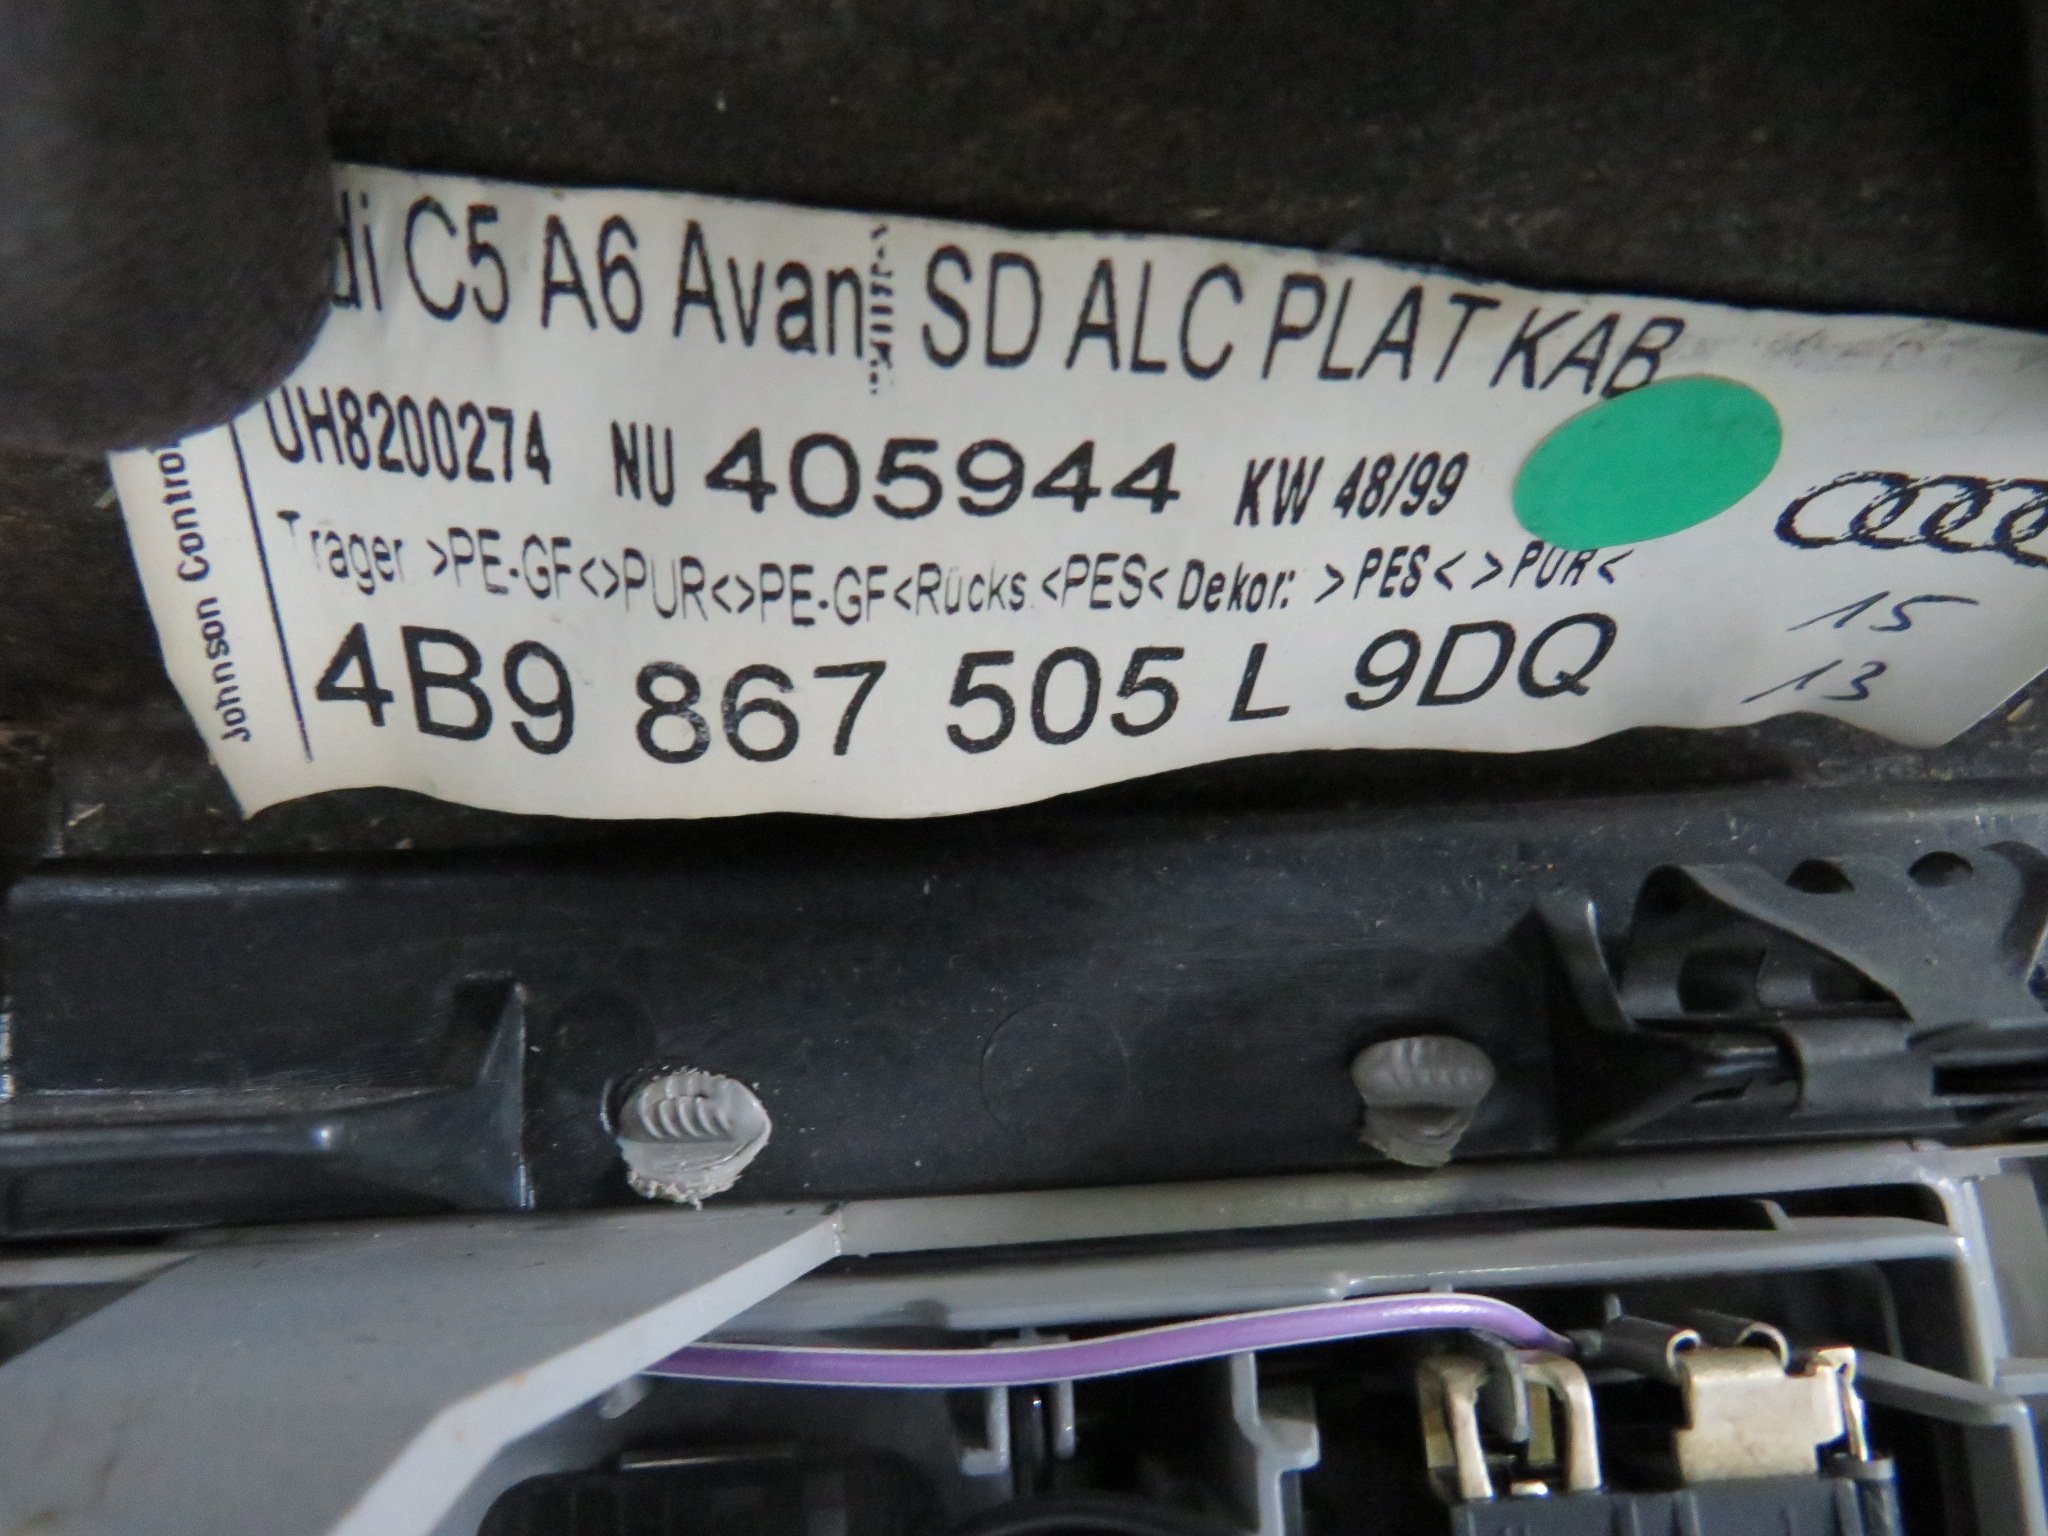 di C5 A6 Avan SD ALC PLAT KAB
UH8200274 NU 405944 KW 48/99
Trager >PE-GF<>PUR<>PE-GF<Rücks.<PES< Dekor: >PES<>PUR<
4B9 867 505 L 9DQ
Johnson Control
15
13